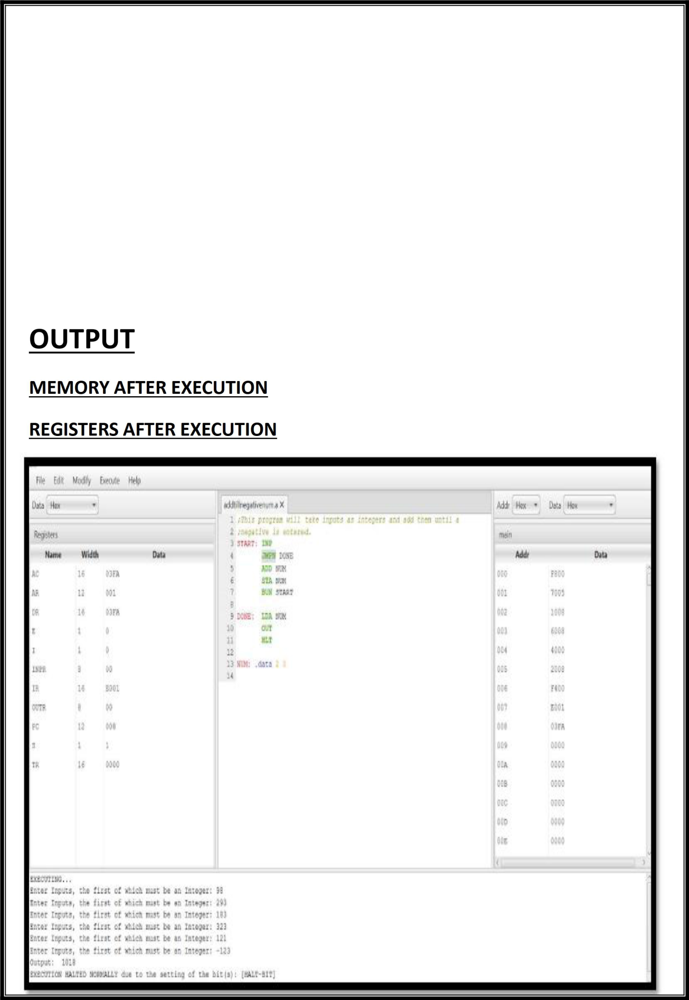 OUTPUT
MEMORY AFTER EXECUTION
REGISTERS AFTER EXECUTION
File Edit Modify Execute Help
Data Hex
Registers
Name Width Data
AC 16 03FA
AR 12 001
DR 16 03FA
E 1 0
I 1 0
INPR 8 00
IR 16 E001
OUTR 8 00
PC 12 008
S 1 1
TR 16 0000
addtillnegativenum.a X
1 ;This program will take inputs as integers and add them until a
2 ;negative is entered.
3 START: INP
4 JMPN DONE
5 ADD NUM
6 STA NUM
7 BUN START
8
9 DONE: LDA NUM
10 OUT
11 HLT
12
13 NUM: .data 2 0
14
Addr Hex Data Hex
main
Addr Data
000 F800
001 7005
002 1008
003 6008
004 4000
005 2008
006 F400
007 E001
008 03FA
009 0000
00A 0000
00B 0000
00C 0000
00D 0000
00E 0000
EXECUTING...
Enter Inputs, the first of which must be an Integer: 98
Enter Inputs, the first of which must be an Integer: 293
Enter Inputs, the first of which must be an Integer: 183
Enter Inputs, the first of which must be an Integer: 323
Enter Inputs, the first of which must be an Integer: 121
Enter Inputs, the first of which must be an Integer: -123
Output: 1018
EXECUTION HALTED NORMALLY due to the setting of the bit(s): [HALT-BIT]